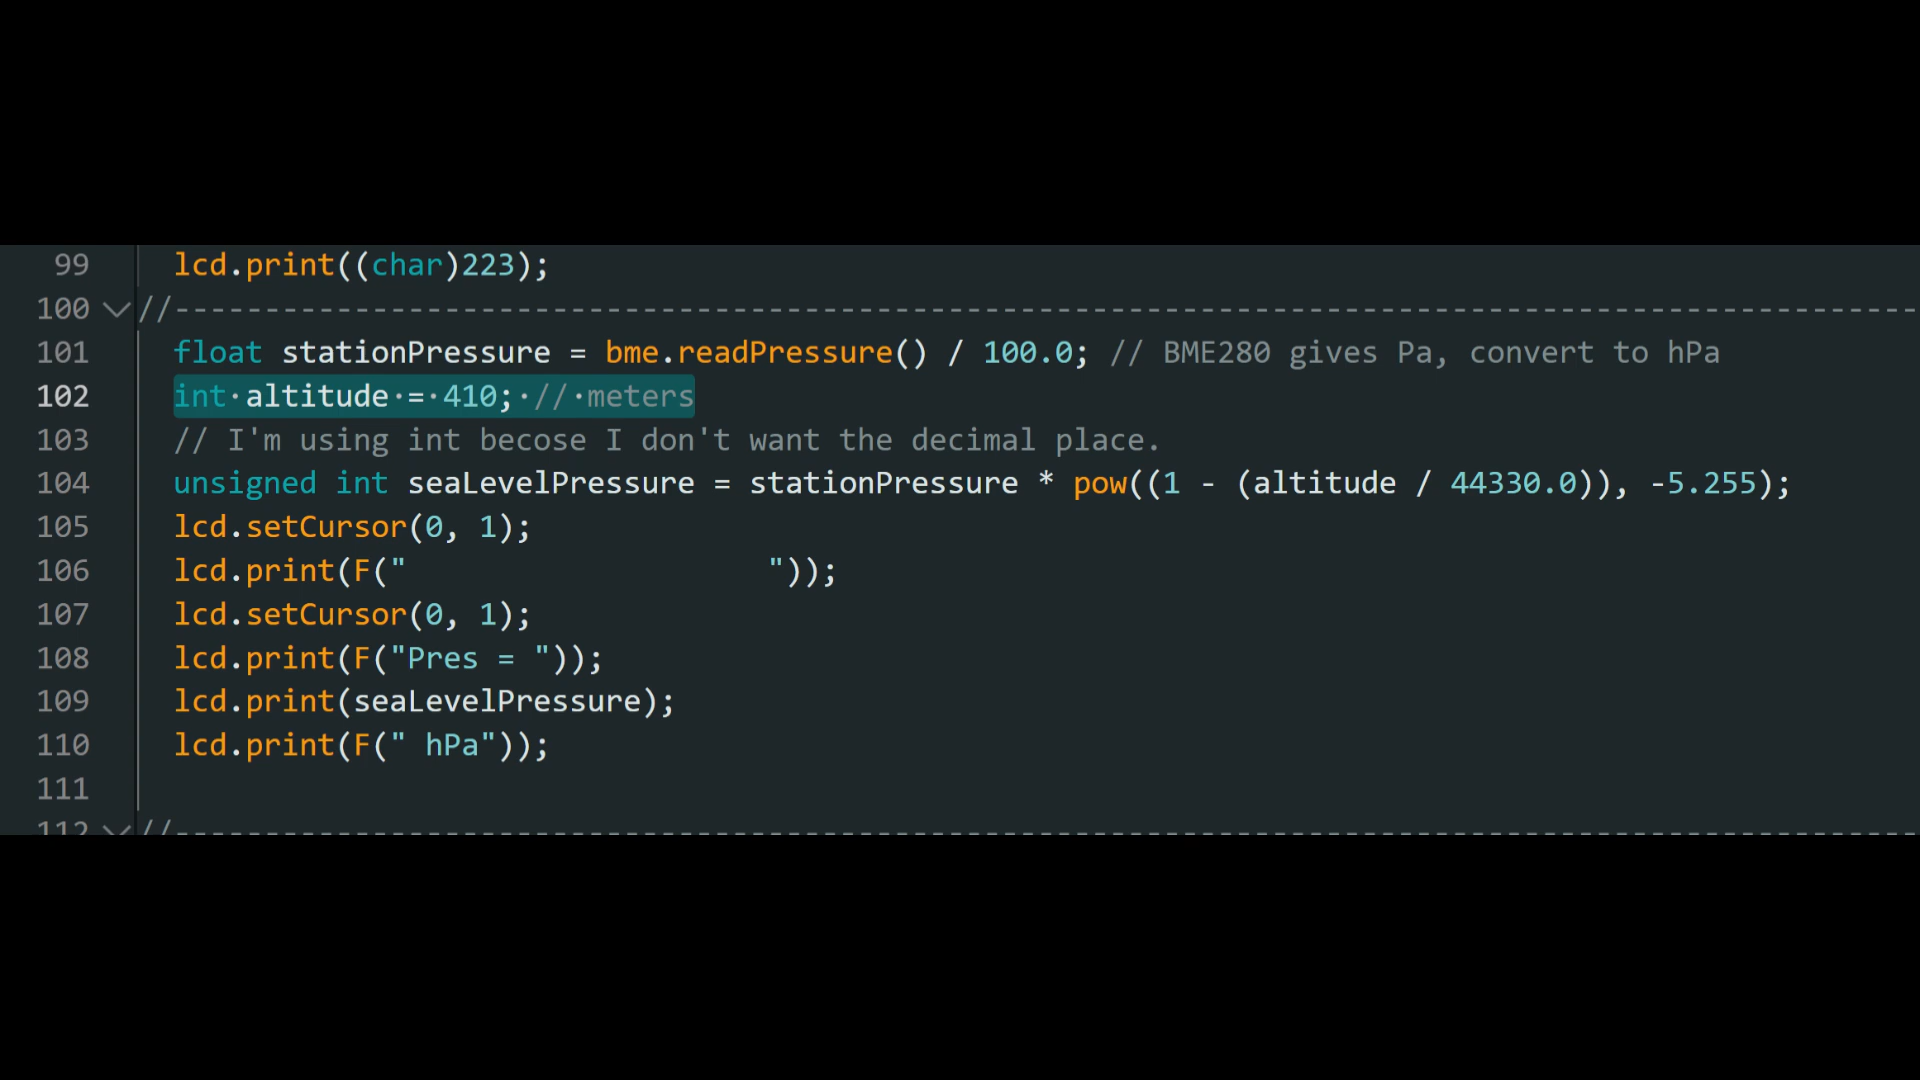 99 lcd.print((char)223);
100 //-------------------------------------------------------------------------------------------------
101 float stationPressure = bme.readPressure() / 100.0; // BME280 gives Pa, convert to hPa
102 int altitude = 410; // meters
103 // I'm using int becose I don't want the decimal place.
104 unsigned int seaLevelPressure = stationPressure * pow((1 - (altitude / 44330.0)), -5.255);
105 lcd.setCursor(0, 1);
106 lcd.print(F("                    "));
107 lcd.setCursor(0, 1);
108 lcd.print(F("Pres = "));
109 lcd.print(seaLevelPressure);
110 lcd.print(F(" hPa"));
111
112 //-------------------------------------------------------------------------------------------------